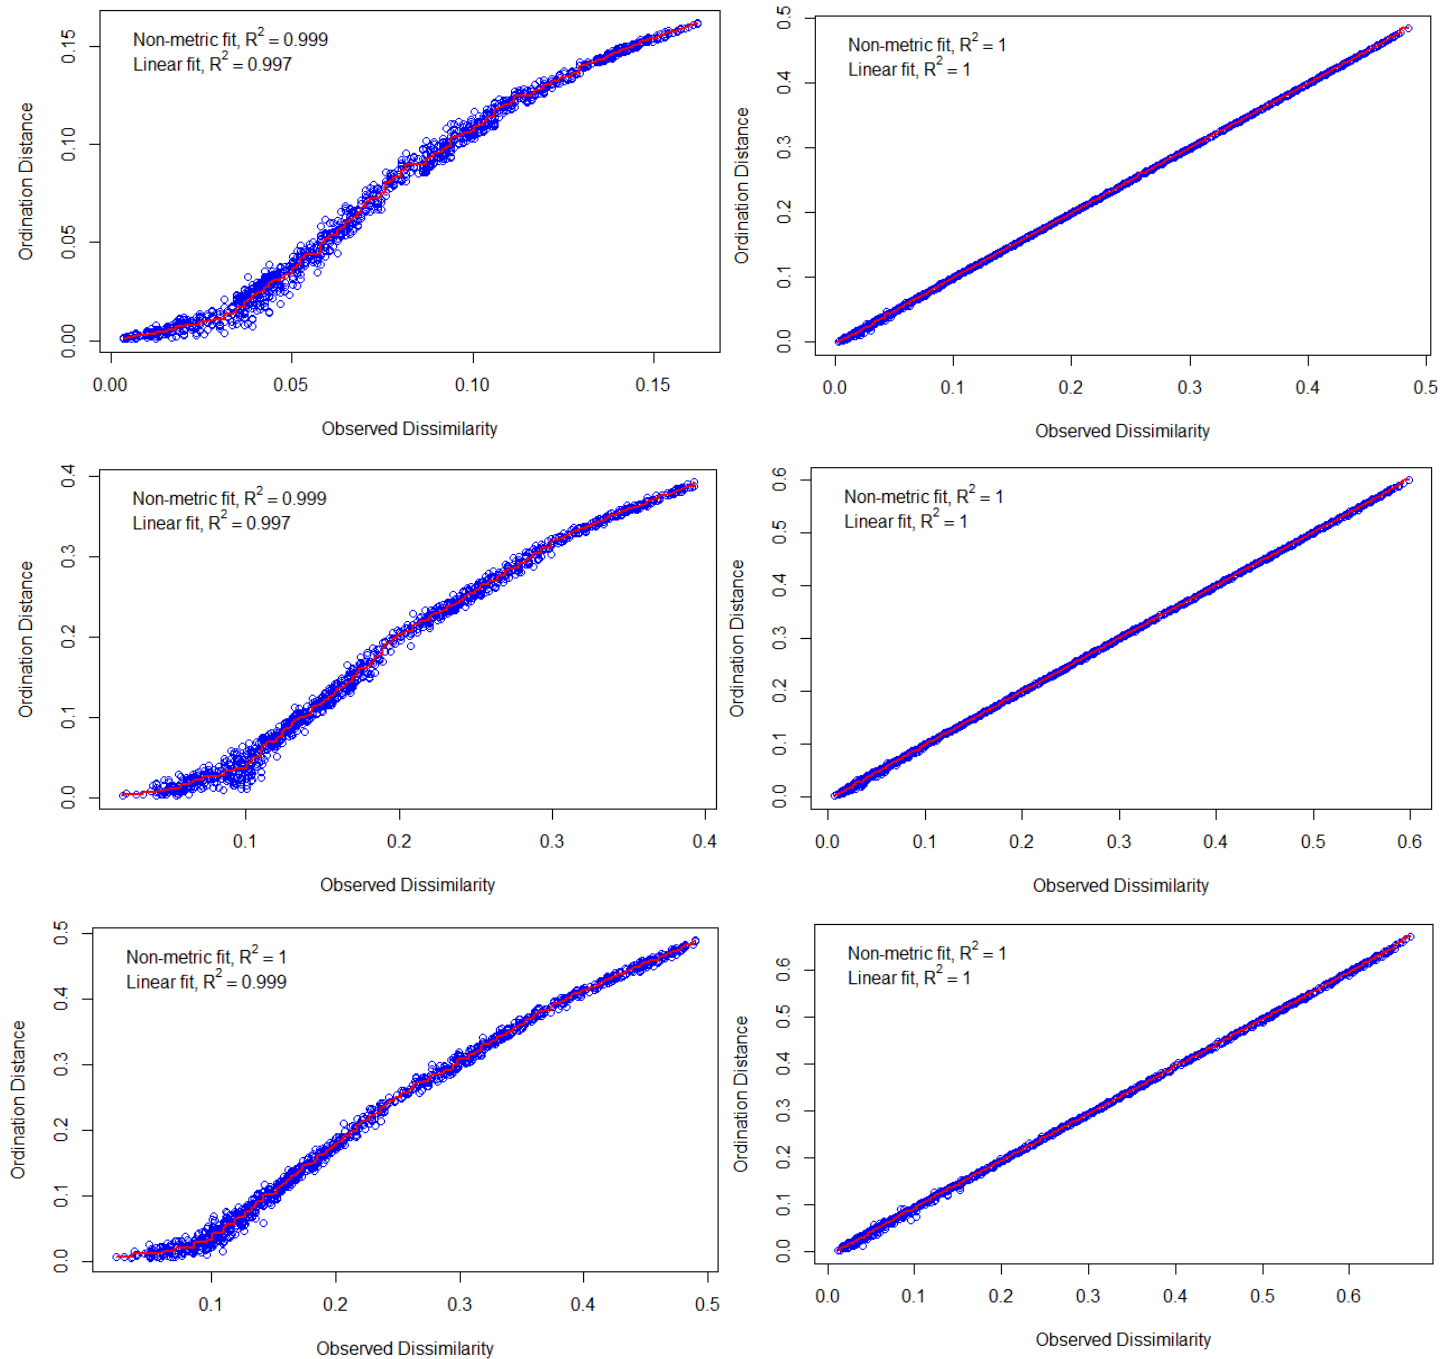 Non-metric fit, R² = 0.999
Linear fit, R² = 0.997
Ordination Distance
0.00 0.05 0.10 0.15
0.00 0.05 0.10 0.15
Observed Dissimilarity
Non-metric fit, R² = 1
Linear fit, R² = 1
Ordination Distance
0.0 0.1 0.2 0.3 0.4 0.5
0.0 0.1 0.2 0.3 0.4 0.5
Observed Dissimilarity
Non-metric fit, R² = 0.999
Linear fit, R² = 0.997
Ordination Distance
0.0 0.1 0.2 0.3 0.4
0.1 0.2 0.3 0.4
Observed Dissimilarity
Non-metric fit, R² = 1
Linear fit, R² = 1
Ordination Distance
0.0 0.1 0.2 0.3 0.4 0.5 0.6
0.0 0.1 0.2 0.3 0.4 0.5 0.6
Observed Dissimilarity
Non-metric fit, R² = 1
Linear fit, R² = 0.999
Ordination Distance
0.0 0.1 0.2 0.3 0.4 0.5
0.1 0.2 0.3 0.4 0.5
Observed Dissimilarity
Non-metric fit, R² = 1
Linear fit, R² = 1
Ordination Distance
0.0 0.1 0.2 0.3 0.4 0.5 0.6
0.0 0.1 0.2 0.3 0.4 0.5 0.6
Observed Dissimilarity